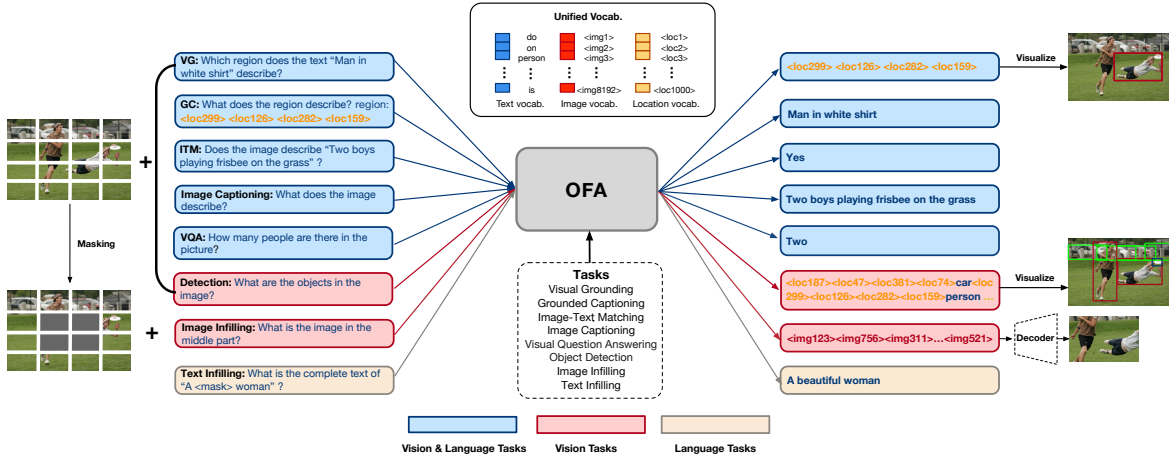 Unified Vocab.
do
on
person
is
Text vocab.
<img1>
<img2>
<img3>
<img8192>
Image vocab.
<loc1>
<loc2>
<loc3>
<loc1000>
Location vocab.
VG: Which region does the text “Man in
white shirt” describe?
GC: What does the region describe? region:
<loc299> <loc126> <loc282> <loc159>
ITM: Does the image describe “Two boys
playing frisbee on the grass” ?
Image Captioning: What does the image
describe?
VQA: How many people are there in the
picture?
Detection: What are the objects in the
image?
Image Infilling: What is the image in the
middle part?
Text Infilling: What is the complete text of
“A <mask> woman” ?
+
Masking
+
OFA
Tasks
Visual Grounding
Grounded Captioning
Image-Text Matching
Image Captioning
Visual Question Answering
Object Detection
Image Infilling
Text Infilling
<loc299> <loc126> <loc282> <loc159>
Visualize
Man in white shirt
Yes
Two boys playing frisbee on the grass
Two
<loc187><loc47><loc381><loc74>car<loc
299><loc126><loc282><loc159>person ...
Visualize
<img123><img756><img311>...<img521>
Decoder
A beautiful woman
Vision & Language Tasks
Vision Tasks
Language Tasks